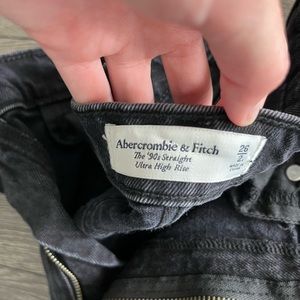 Abercrombie & Fitch
The '90s Straight
Ultra High Rise
26
2